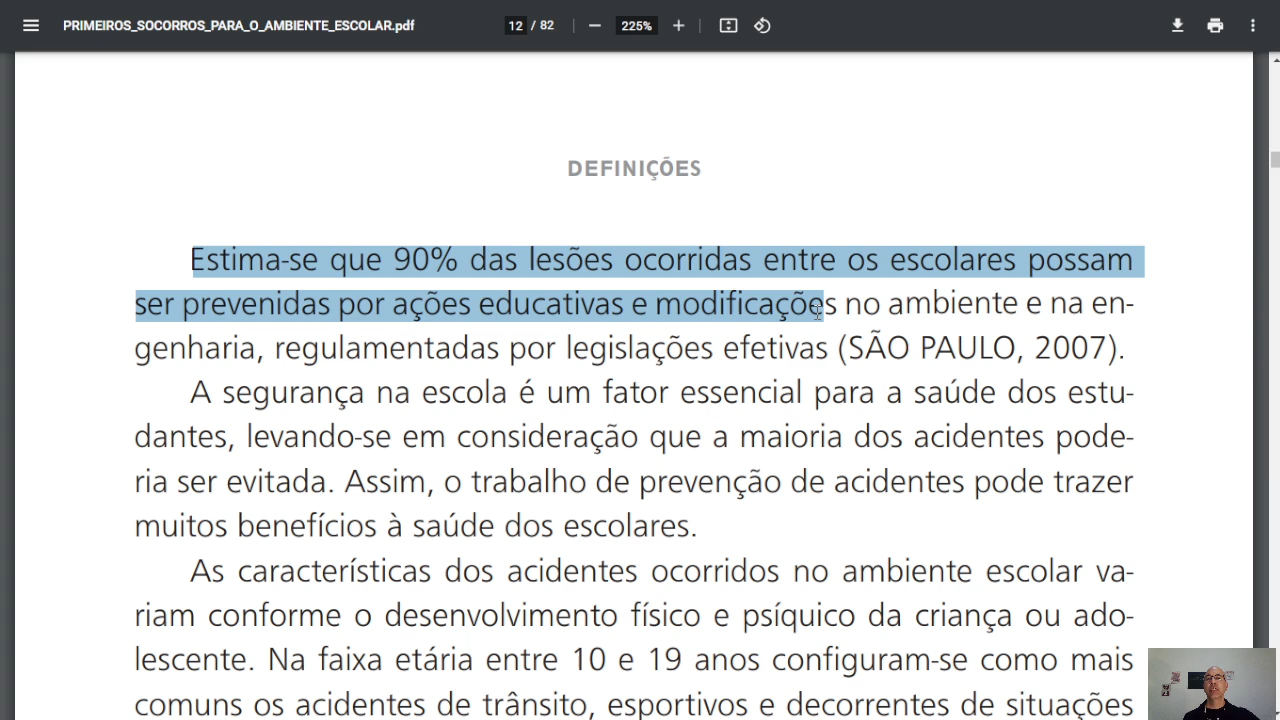 PRIMEIROS_SOCORROS_PARA_O_AMBIENTE_ESCOLAR.pdf
12 / 82
225%
DEFINIÇÕES
Estima-se que 90% das lesões ocorridas entre os escolares possam
ser prevenidas por ações educativas e modificações no ambiente e na en-
genharia, regulamentadas por legislações efetivas (SÃO PAULO, 2007).
A segurança na escola é um fator essencial para a saúde dos estu-
dantes, levando-se em consideração que a maioria dos acidentes pode-
ria ser evitada. Assim, o trabalho de prevenção de acidentes pode trazer
muitos benefícios à saúde dos escolares.
As características dos acidentes ocorridos no ambiente escolar va-
riam conforme o desenvolvimento físico e psíquico da criança ou ado-
lescente. Na faixa etária entre 10 e 19 anos configuram-se como mais
comuns os acidentes de trânsito, esportivos e decorrentes de situações